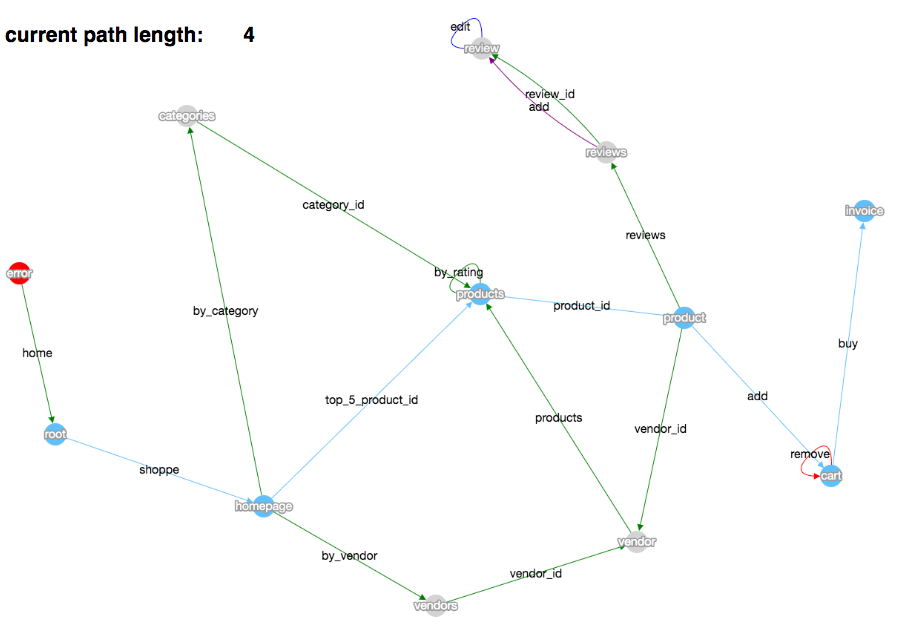 edit
current path length: 4
review
review_id
add
categories
reviews
category_id
invoice
reviews
error
by_rating
products
product_id
by_category
product
buy
home
top_5_product_id
add
products
vendor_id
root
remove
shoppe
cart
homepage
vendor
by_vendor
vendor_id
vendors